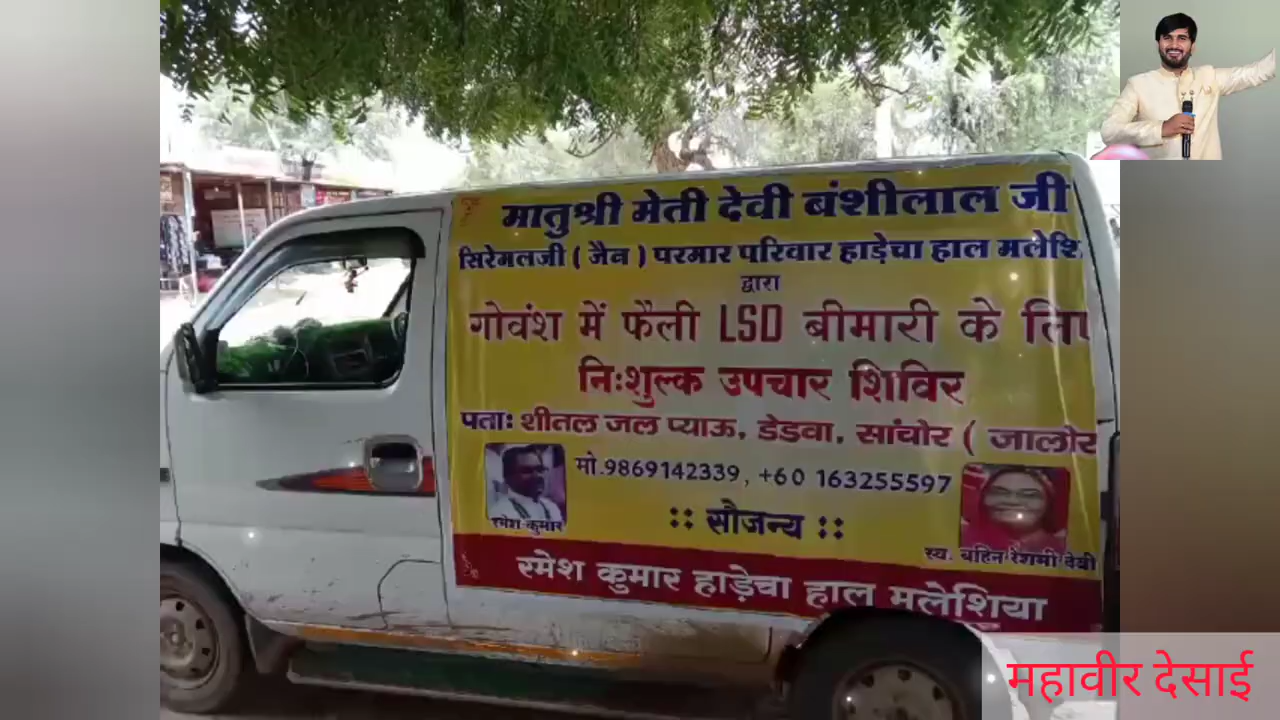 मातुश्री मेती देवी बंशीलाल जी
सिरेमलजी ( जैन ) परमार परिवार हाड़ेचा हाल मलेशि
द्वारा
गोवंश में फैली LSD बीमारी के लिए
निःशुल्क उपचार शिविर
पताः शीतल जल प्याऊ, डेडवा, सांचोर ( जालोर
मो.9869142339, +60 163255597
रमेश कुमार
:: सौजन्य ::
स्व. बहिन रेशमी देवी
रमेश कुमार हाड़ेचा हाल मलेशिया
महावीर देसाई